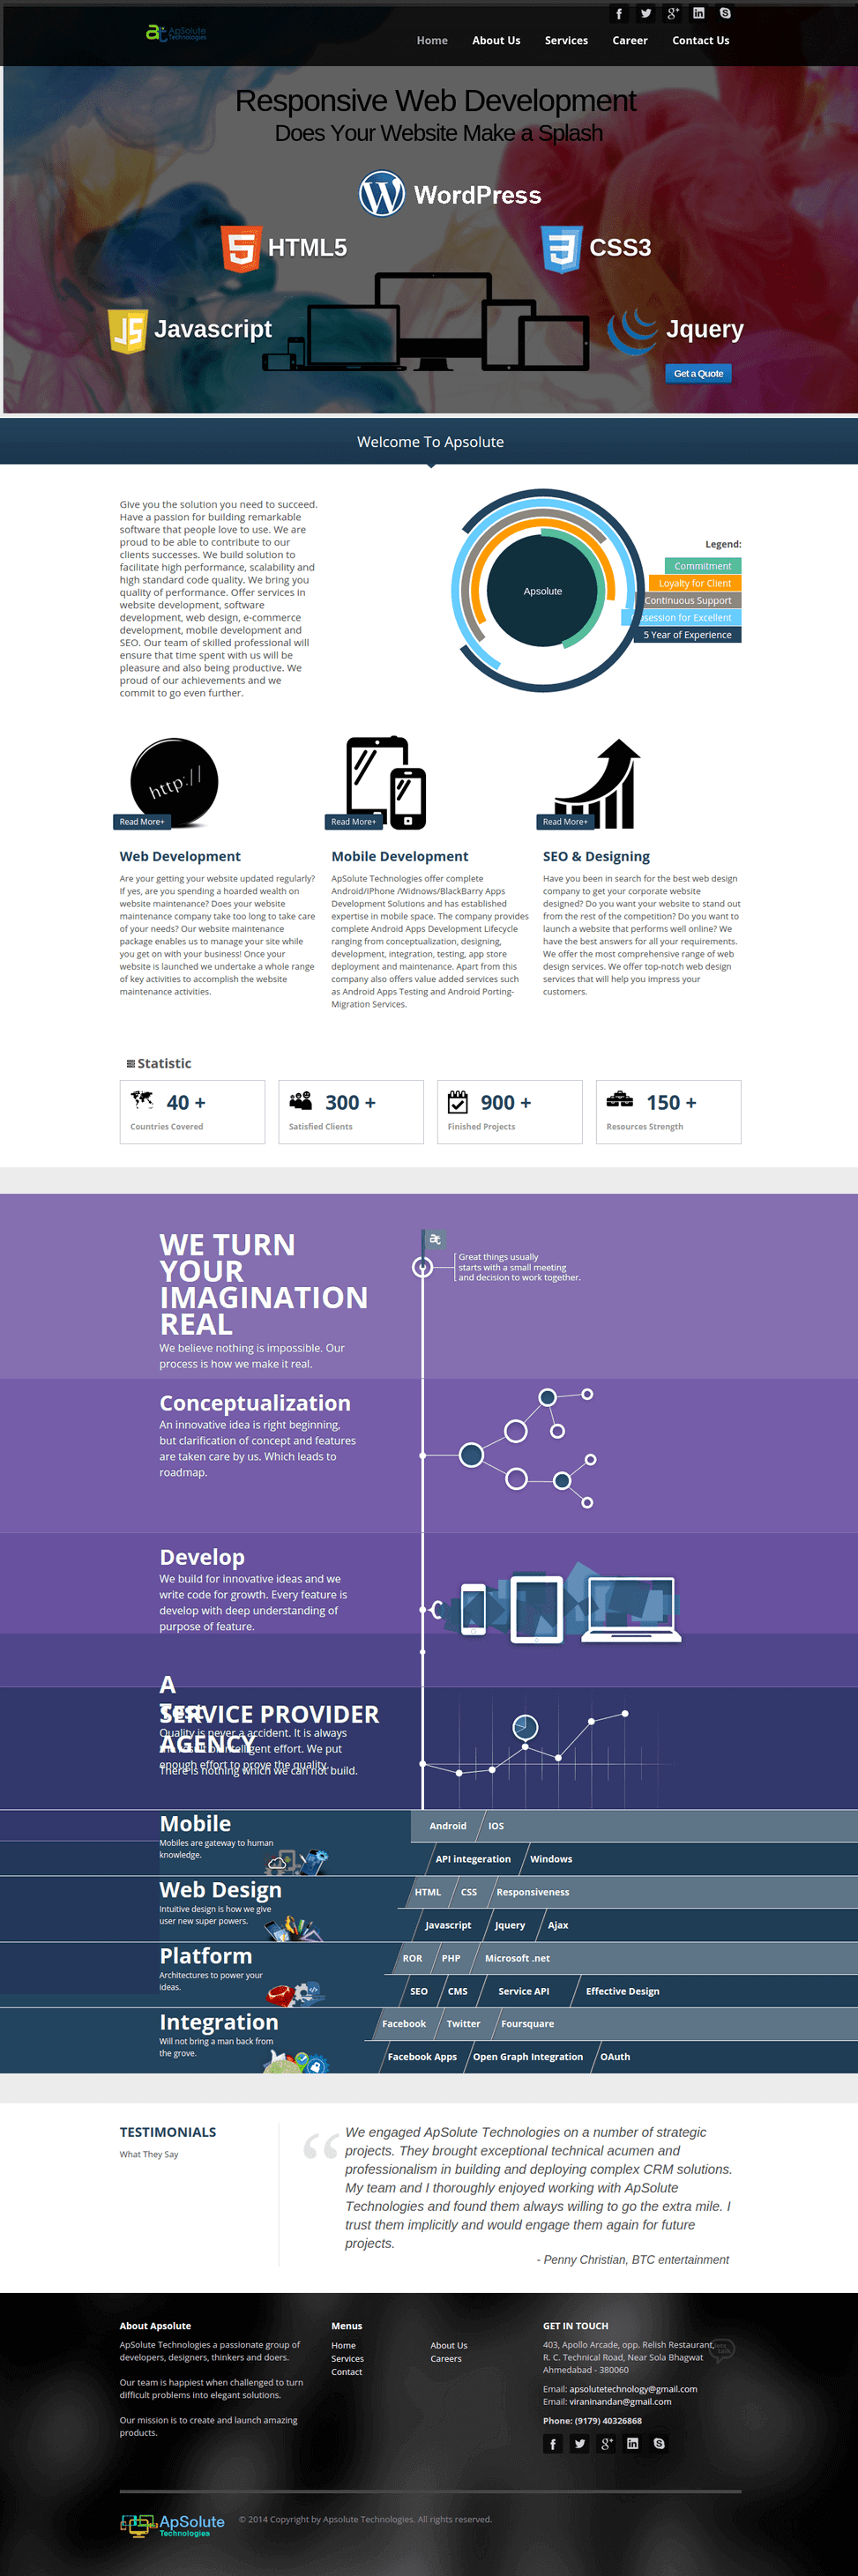 ApSolute
Technologies
Home About Us Services Career Contact Us
Responsive Web Development
Does Your Website Make a Splash
WordPress
HTML5
CSS3
JS Javascript
Jquery
Get a Quote
Welcome To Apsolute
Give you the solution you need to succeed.
Have a passion for building remarkable
software that people love to use. We are
proud to be able to contribute to our
clients successes. We build solution to
facilitate high performance, scalability and
high standard code quality. We bring you
quality of performance. Offer services in
website development, software
development, web design, e-commerce
development, mobile development and
SEO. Our team of skilled professional will
ensure that time spent with us will be
pleasure and also being productive. We
proud of our achievements and we
commit to go even further.
Apsolute
Legend:
Commitment
Loyalty for Client
Continuous Support
session for Excellent
5 Year of Experience
http://
Read More+
Web Development
Are your getting your website updated regularly?
If yes, are you spending a hoarded wealth on
website maintenance? Does your website
maintenance company take too long to take care
of your needs? Our website maintenance
package enables us to manage your site while
you get on with your business! Once your
website is launched we undertake a whole range
of key activities to accomplish the website
maintenance activities.
Read More+
Mobile Development
ApSolute Technologies offer complete
Android/IPhone /Widnows/BlackBarry Apps
Development Solutions and has established
expertise in mobile space. The company provides
complete Android Apps Development Lifecycle
ranging from conceptualization, designing,
development, integration, testing, app store
deployment and maintenance. Apart from this
company also offers value added services such
as Android Apps Testing and Android Porting-
Migration Services.
Read More+
SEO & Designing
Have you been in search for the best web design
company to get your corporate website
designed? Do you want your website to stand out
from the rest of the competition? Do you want to
launch a website that performs well online? We
have the best answers for all your requirements.
We offer the most comprehensive range of web
design services. We offer top-notch web design
services that will help you impress your
customers.
Statistic
40 +
Countries Covered
300 +
Satisfied Clients
900 +
Finished Projects
150 +
Resources Strength
WE TURN
YOUR
IMAGINATION
REAL
We believe nothing is impossible. Our
process is how we make it real.
Great things usually
starts with a small meeting
and decision to work together.
Conceptualization
An innovative idea is right beginning,
but clarification of concept and features
are taken care by us. Which leads to
roadmap.
Develop
We build for innovative ideas and we
write code for growth. Every feature is
develop with deep understanding of
purpose of feature.
A
Test
SERVICE PROVIDER
AGENCY
Quality is never a accident. It is always
the result of intelligent effort. We put
enough effort to prove the quality.
There is nothing which we can not build.
Mobile
Mobiles are gateway to human
knowledge.
Android IOS
API integeration Windows
Web Design
Intuitive design is how we give
user new super powers.
HTML CSS Responsiveness
Javascript Jquery Ajax
Platform
Architectures to power your
ideas.
ROR PHP Microsoft .net
SEO CMS Service API Effective Design
Integration
Will not bring a man back from
the grove.
Facebook Twitter Foursquare
Facebook Apps Open Graph Integration OAuth
TESTIMONIALS
What They Say
We engaged ApSolute Technologies on a number of strategic
projects. They brought exceptional technical acumen and
professionalism in building and deploying complex CRM solutions.
My team and I thoroughly enjoyed working with ApSolute
Technologies and found them always willing to go the extra mile. I
trust them implicitly and would engage them again for future
projects.
- Penny Christian, BTC entertainment
About Apsolute
ApSolute Technologies a passionate group of
developers, designers, thinkers and doers.
Our team is happiest when challenged to turn
difficult problems into elegant solutions.
Our mission is to create and launch amazing
products.
Menus
Home About Us
Services Careers
Contact
GET IN TOUCH
403, Apollo Arcade, opp. Relish Restaurant,
R. C. Technical Road, Near Sola Bhagwat
Ahmedabad - 380060
Email: apsolutetechnology@gmail.com
Email: viraninandan@gmail.com
Phone: (9179) 40326868
ApSolute
Technologies
© 2014 Copyright by Apsolute Technologies. All rights reserved.